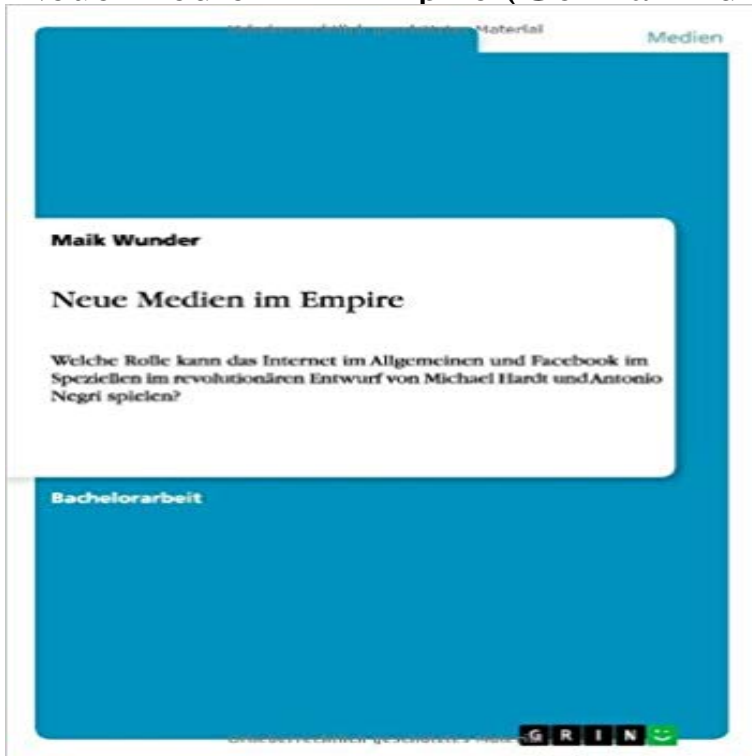 Medien
Maik Wunder
Neue Medien im Empire
Welche Rolle kann das Internet im Allgemeinen und Facebook im
Speziellen im revolutionären Entwurf von Michael Hardt und Antonio
Negri spielen?
Bachelorarbeit
G R I N